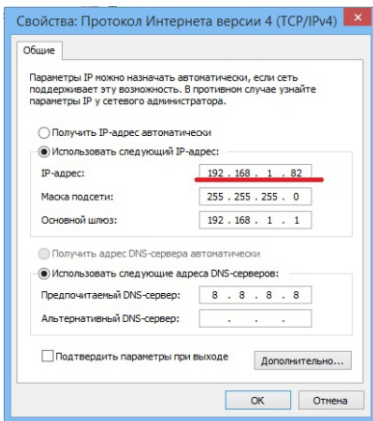 Свойства: Протокол Интернета версии 4 (TCP/IPv4)
Общие
Параметры IP можно назначать автоматически, если сеть
поддерживает эту возможность. В противном случае узнайте
параметры IP у сетевого администратора.
Получить IP-адрес автоматически
Использовать следующий IP-адрес:
IP-адрес: 192 . 168 . 1 . 82
Маска подсети: 255 . 255 . 255 . 0
Основной шлюз: 192 . 168 . 1 . 1
Получить адрес DNS-сервера автоматически
Использовать следующие адреса DNS-серверов:
Предпочитаемый DNS-сервер: 8 . 8 . 8 . 8
Альтернативный DNS-сервер: . . .
Подтвердить параметры при выходе
Дополнительно...
ОК Отмена